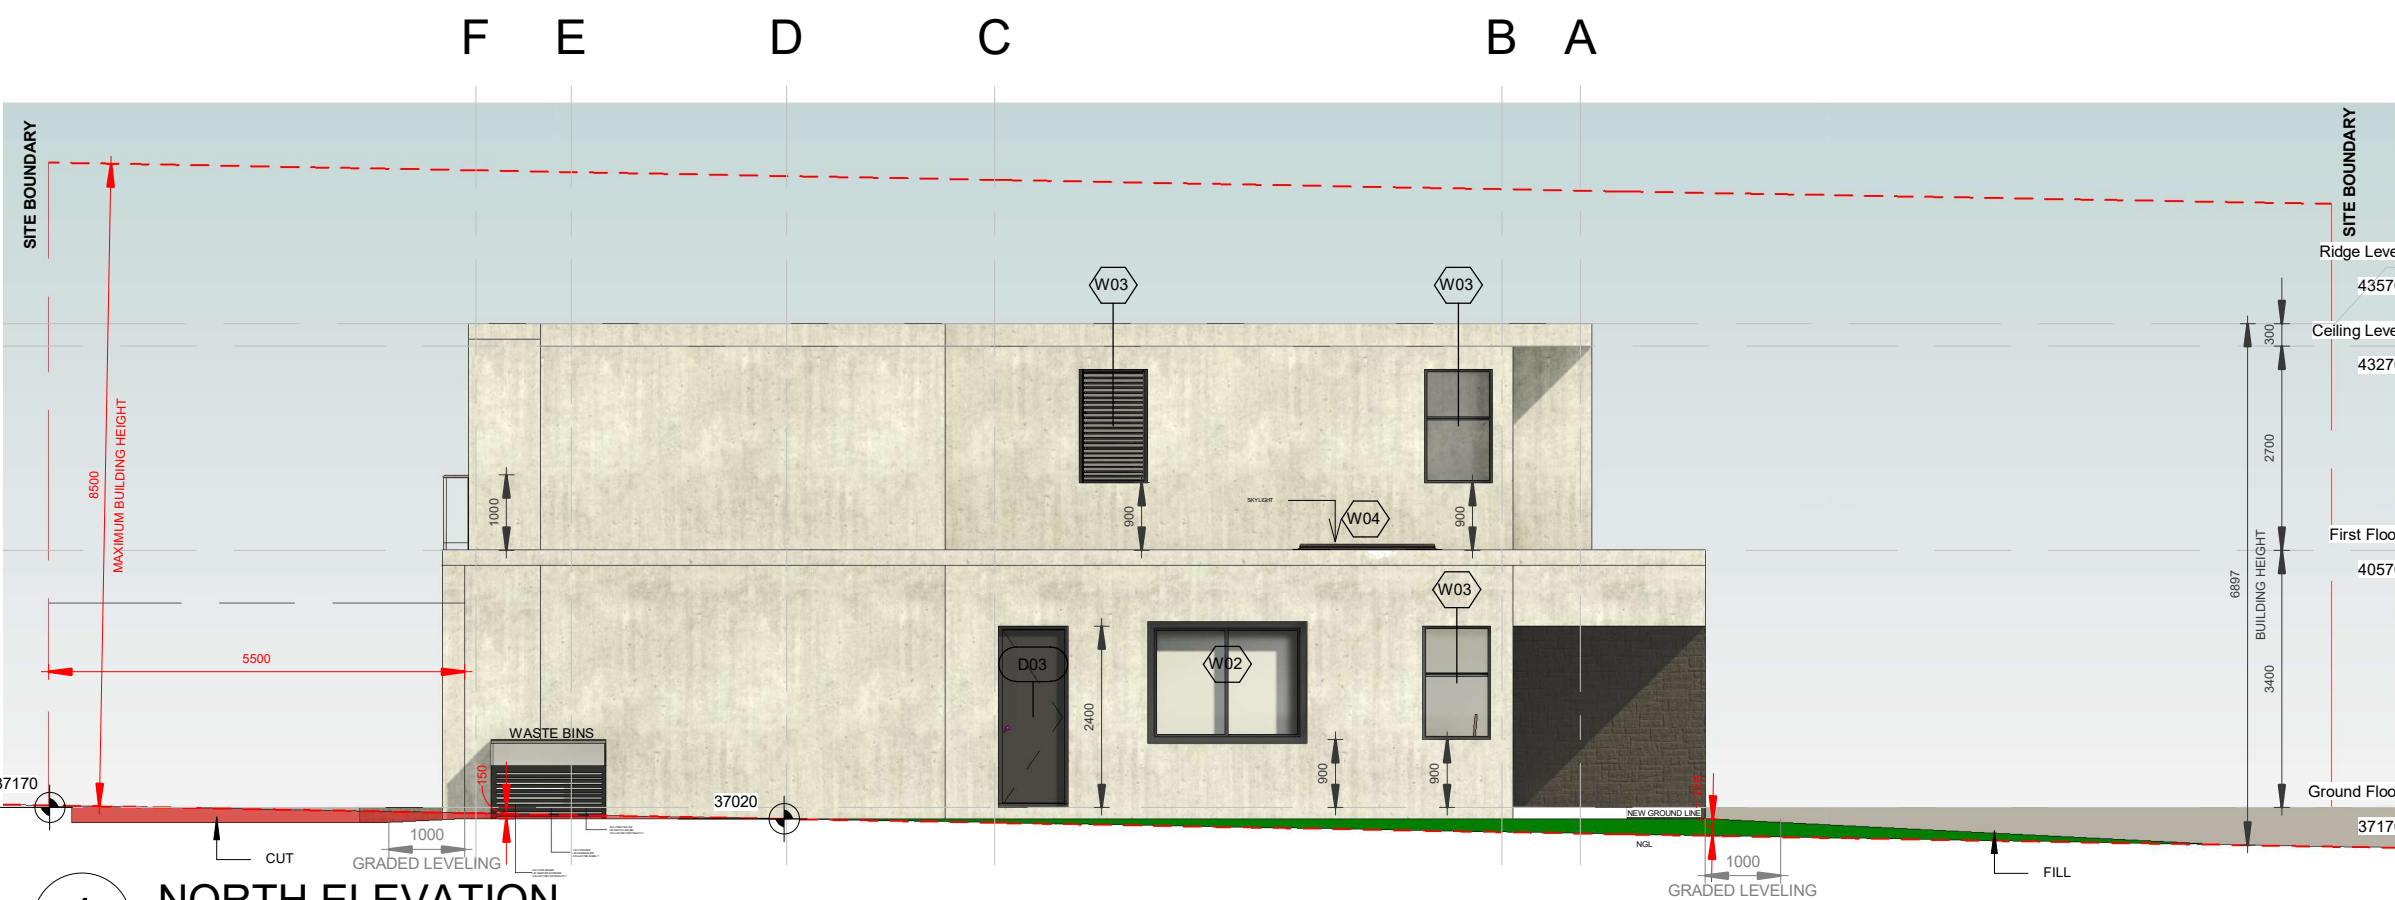 F E D C B A
SITE BOUNDARY
SITE BOUNDARY
Ridge Leve
4357
W03
W03
300
Ceiling Leve
4327
8500
MAXIMUM BUILDING HEIGHT
2700
1000
900
SKYLIGHT
W04
900
First Floo
4057
6897
BUILDING HEIGHT
W03
5500
D03
W02
3400
2400
WASTE BINS
150
900
900
37170
37020
Ground Floo
NEW GROUND LINE
3717
NGL
1000
GRADED LEVELING
CUT
1000
GRADED LEVELING
FILL
NORTH ELEVATION